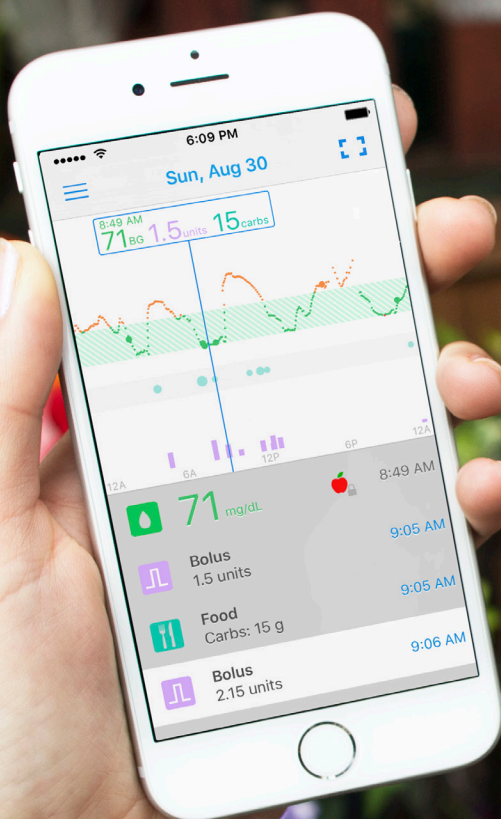 6:09 PM
Sun, Aug 30
8:49 AM
71BG 1.5units 15carbs
12A 6A 12P 6P 12A
71 mg/dL 8:49 AM
9:05 AM
Bolus
1.5 units
9:05 AM
Food
Carbs: 15 g
9:06 AM
Bolus
2.15 units